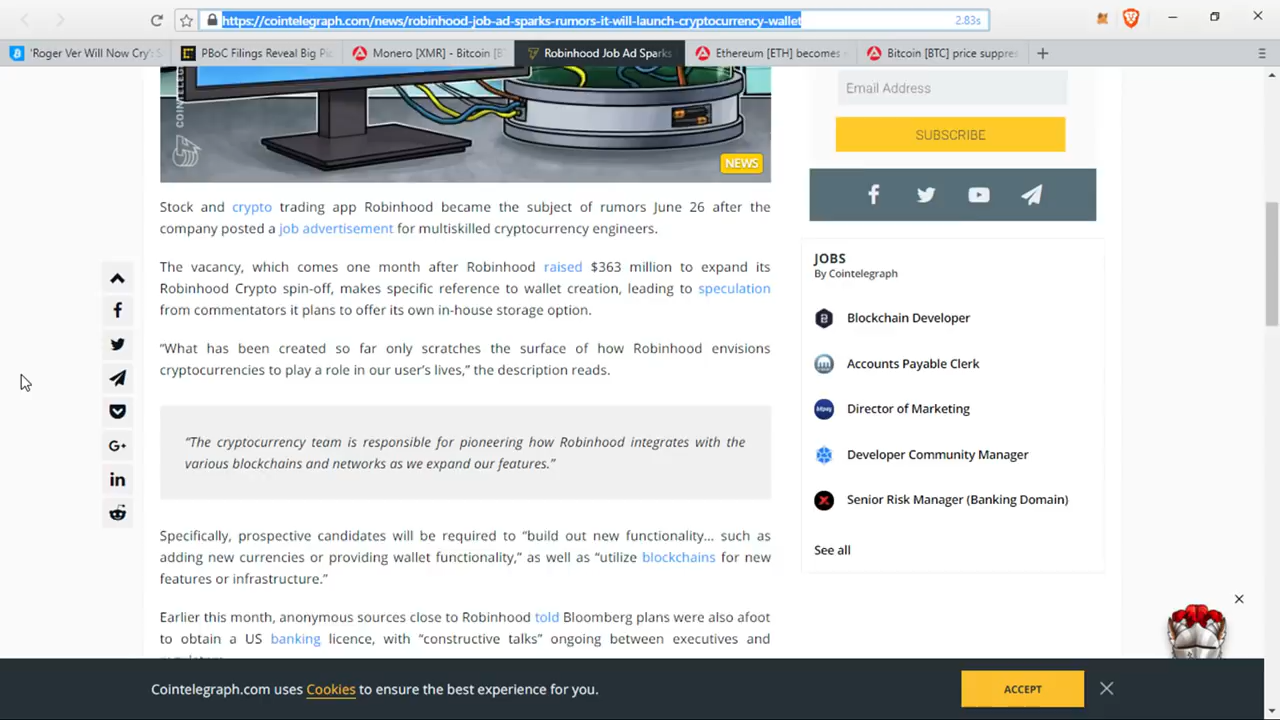 https://cointelegraph.com/news/robinhood-job-ad-sparks-rumors-it-will-launch-cryptocurrency-wallet
2.83s
'Roger Ver Will Now Cry':
PBoC Filings Reveal Big Pic
Monero [XMR] - Bitcoin [B
Robinhood Job Ad Sparks
Ethereum [ETH] becomes
Bitcoin [BTC] price suppres
COINTELEG
NEWS
Stock and crypto trading app Robinhood became the subject of rumors June 26 after the
company posted a job advertisement for multiskilled cryptocurrency engineers.
The vacancy, which comes one month after Robinhood raised $363 million to expand its
Robinhood Crypto spin-off, makes specific reference to wallet creation, leading to speculation
from commentators it plans to offer its own in-house storage option.
“What has been created so far only scratches the surface of how Robinhood envisions
cryptocurrencies to play a role in our user’s lives,” the description reads.
“The cryptocurrency team is responsible for pioneering how Robinhood integrates with the
various blockchains and networks as we expand our features.”
Specifically, prospective candidates will be required to “build out new functionality… such as
adding new currencies or providing wallet functionality,” as well as “utilize blockchains for new
features or infrastructure.”
Earlier this month, anonymous sources close to Robinhood told Bloomberg plans were also afoot
to obtain a US banking licence, with “constructive talks” ongoing between executives and
Email Address
SUBSCRIBE
JOBS
By Cointelegraph
Blockchain Developer
Accounts Payable Clerk
Director of Marketing
Developer Community Manager
Senior Risk Manager (Banking Domain)
See all
Cointelegraph.com uses Cookies to ensure the best experience for you.
ACCEPT